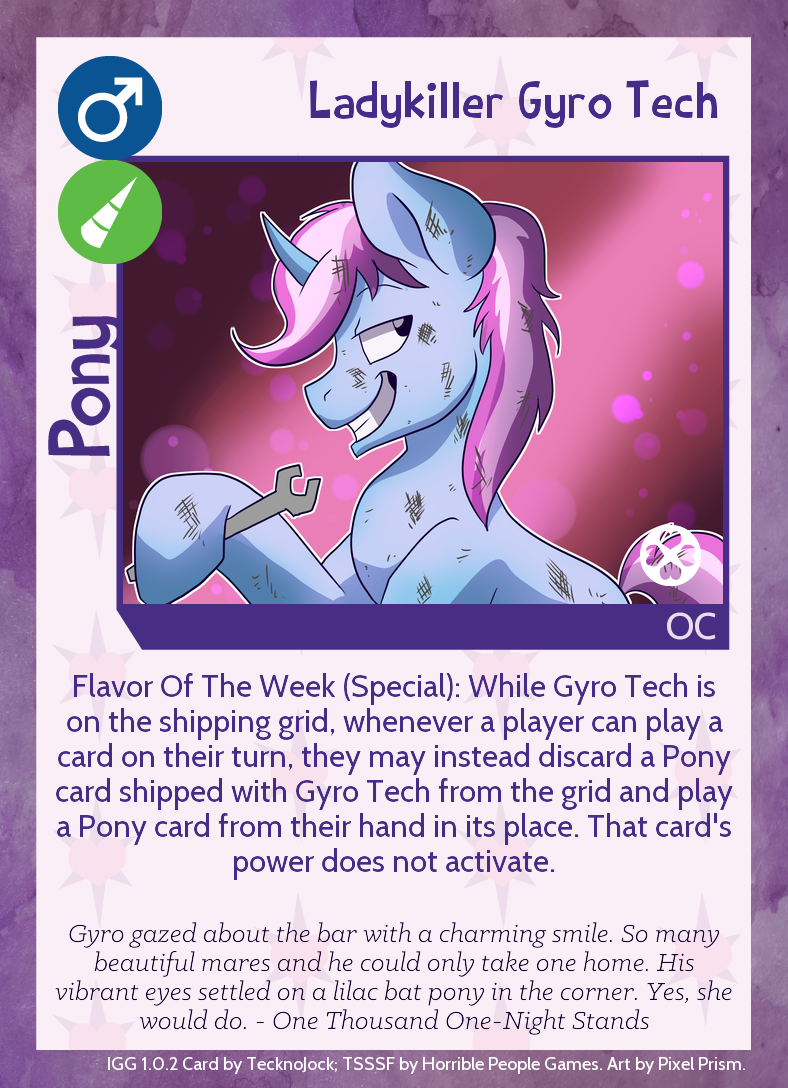 Ladykiller Gyro Tech
Pony
OC
Flavor Of The Week (Special): While Gyro Tech is
on the shipping grid, whenever a player can play a
card on their turn, they may instead discard a Pony
card shipped with Gyro Tech from the grid and play
a Pony card from their hand in its place. That card's
power does not activate.
Gyro gazed about the bar with a charming smile. So many
beautiful mares and he could only take one home. His
vibrant eyes settled on a lilac bat pony in the corner. Yes, she
would do. - One Thousand One-Night Stands
IGG 1.0.2 Card by TecknoJock; TSSSF by Horrible People Games. Art by Pixel Prism.